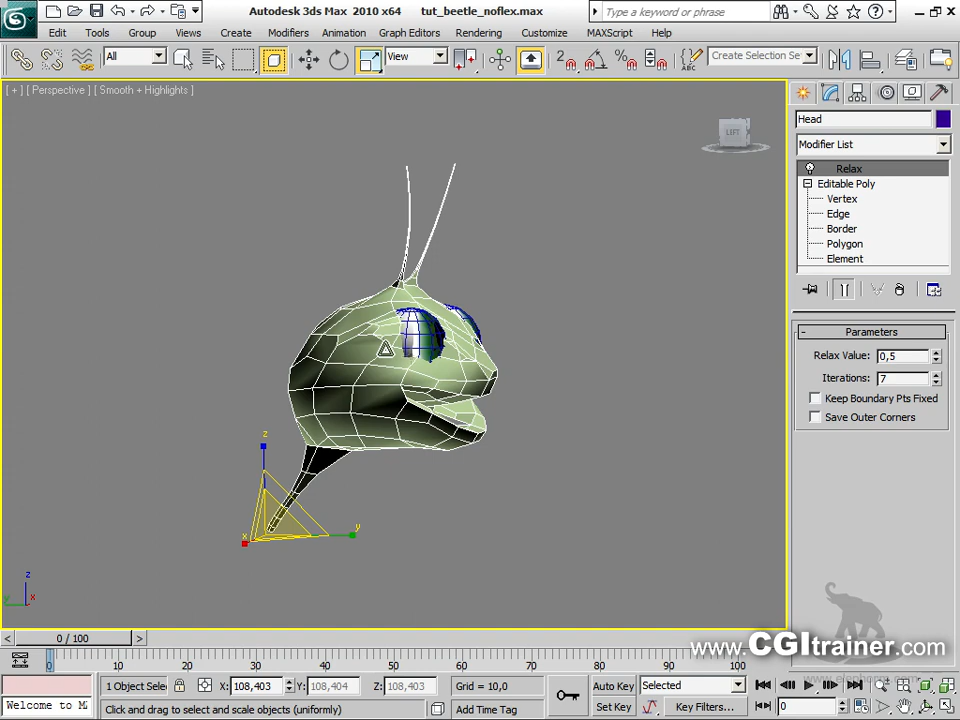 Autodesk 3ds Max 2010 x64 tut_beetle_noflex.max
Type a keyword or phrase
Edit Tools Group Views Create Modifiers Animation Graph Editors Rendering Customize MAXScript Help
All View Create Selection Se
[ + ] [ Perspective ] [ Smooth + Highlights ]
LEFT
Head
Modifier List
Relax
Editable Poly
Vertex
Edge
Border
Polygon
Element
Parameters
Relax Value: 0,5
Iterations: 7
Keep Boundary Pts Fixed
Save Outer Corners
z
y
x
z
y
x
www.CGItrainer.com
< 0 / 100 >
0 10 20 30 40 50 60 70 80 90 100
1 Object Selec X: 108,403 Y: 108,404 Z: 108,403 Grid = 10,0 Auto Key Selected
Welcome to M Click and drag to select and scale objects (uniformly) Add Time Tag Set Key Key Filters... 0